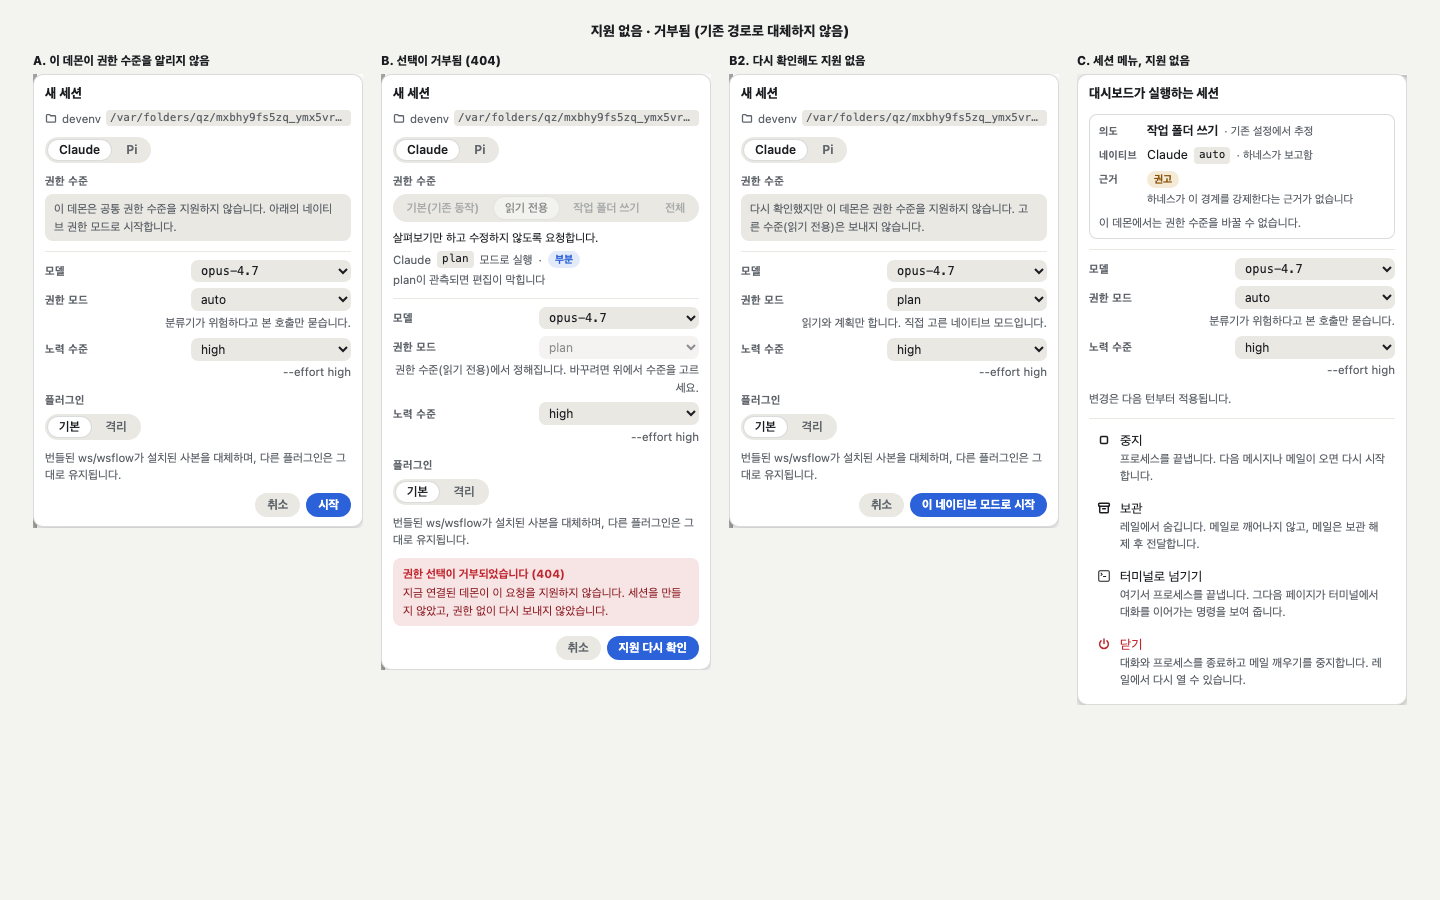 지원 없음 · 거부됨 (기존 경로로 대체하지 않음)
A. 이 데몬이 권한 수준을 알리지 않음
새 세션
devenv /var/folders/qz/mxbhy9fs5zq_ymx5vr…
Claude Pi
권한 수준
이 데몬은 공통 권한 수준을 지원하지 않습니다. 아래의 네이티
브 권한 모드로 시작합니다.
모델 opus-4.7
권한 모드 auto
분류기가 위험하다고 본 호출만 묻습니다.
노력 수준 high
--effort high
플러그인
기본 격리
번들된 ws/wsflow가 설치된 사본을 대체하며, 다른 플러그인은 그
대로 유지됩니다.
취소 시작
B. 선택이 거부됨 (404)
새 세션
devenv /var/folders/qz/mxbhy9fs5zq_ymx5vr…
Claude Pi
권한 수준
기본(기존 동작) 읽기 전용 작업 폴더 쓰기 전체
살펴보기만 하고 수정하지 않도록 요청합니다.
Claude plan 모드로 실행 · 부분
plan이 관측되면 편집이 막힙니다
모델 opus-4.7
권한 모드 plan
권한 수준(읽기 전용)에서 정해집니다. 바꾸려면 위에서 수준을 고르
세요.
노력 수준 high
--effort high
플러그인
기본 격리
번들된 ws/wsflow가 설치된 사본을 대체하며, 다른 플러그인은 그
대로 유지됩니다.
권한 선택이 거부되었습니다 (404)
지금 연결된 데몬이 이 요청을 지원하지 않습니다. 세션을 만들
지 않았고, 권한 없이 다시 보내지 않았습니다.
취소 지원 다시 확인
B2. 다시 확인해도 지원 없음
새 세션
devenv /var/folders/qz/mxbhy9fs5zq_ymx5vr…
Claude Pi
권한 수준
다시 확인했지만 이 데몬은 권한 수준을 지원하지 않습니다. 고
른 수준(읽기 전용)은 보내지 않습니다.
모델 opus-4.7
권한 모드 plan
읽기와 계획만 합니다. 직접 고른 네이티브 모드입니다.
노력 수준 high
--effort high
플러그인
기본 격리
번들된 ws/wsflow가 설치된 사본을 대체하며, 다른 플러그인은 그
대로 유지됩니다.
취소 이 네이티브 모드로 시작
C. 세션 메뉴, 지원 없음
대시보드가 실행하는 세션
의도 작업 폴더 쓰기 · 기존 설정에서 추정
네이티브 Claude auto · 하네스가 보고함
근거 권고
하네스가 이 경계를 강제한다는 근거가 없습니다
이 데몬에서는 권한 수준을 바꿀 수 없습니다.
모델 opus-4.7
권한 모드 auto
분류기가 위험하다고 본 호출만 묻습니다.
노력 수준 high
--effort high
변경은 다음 턴부터 적용됩니다.
중지
프로세스를 끝냅니다. 다음 메시지나 메일이 오면 다시 시작
합니다.
보관
레일에서 숨깁니다. 메일로 깨어나지 않고, 메일은 보관 해
제 후 전달합니다.
터미널로 넘기기
여기서 프로세스를 끝냅니다. 그다음 페이지가 터미널에서
대화를 이어가는 명령을 보여 줍니다.
닫기
대화와 프로세스를 종료하고 메일 깨우기를 중지합니다. 레
일에서 다시 열 수 있습니다.